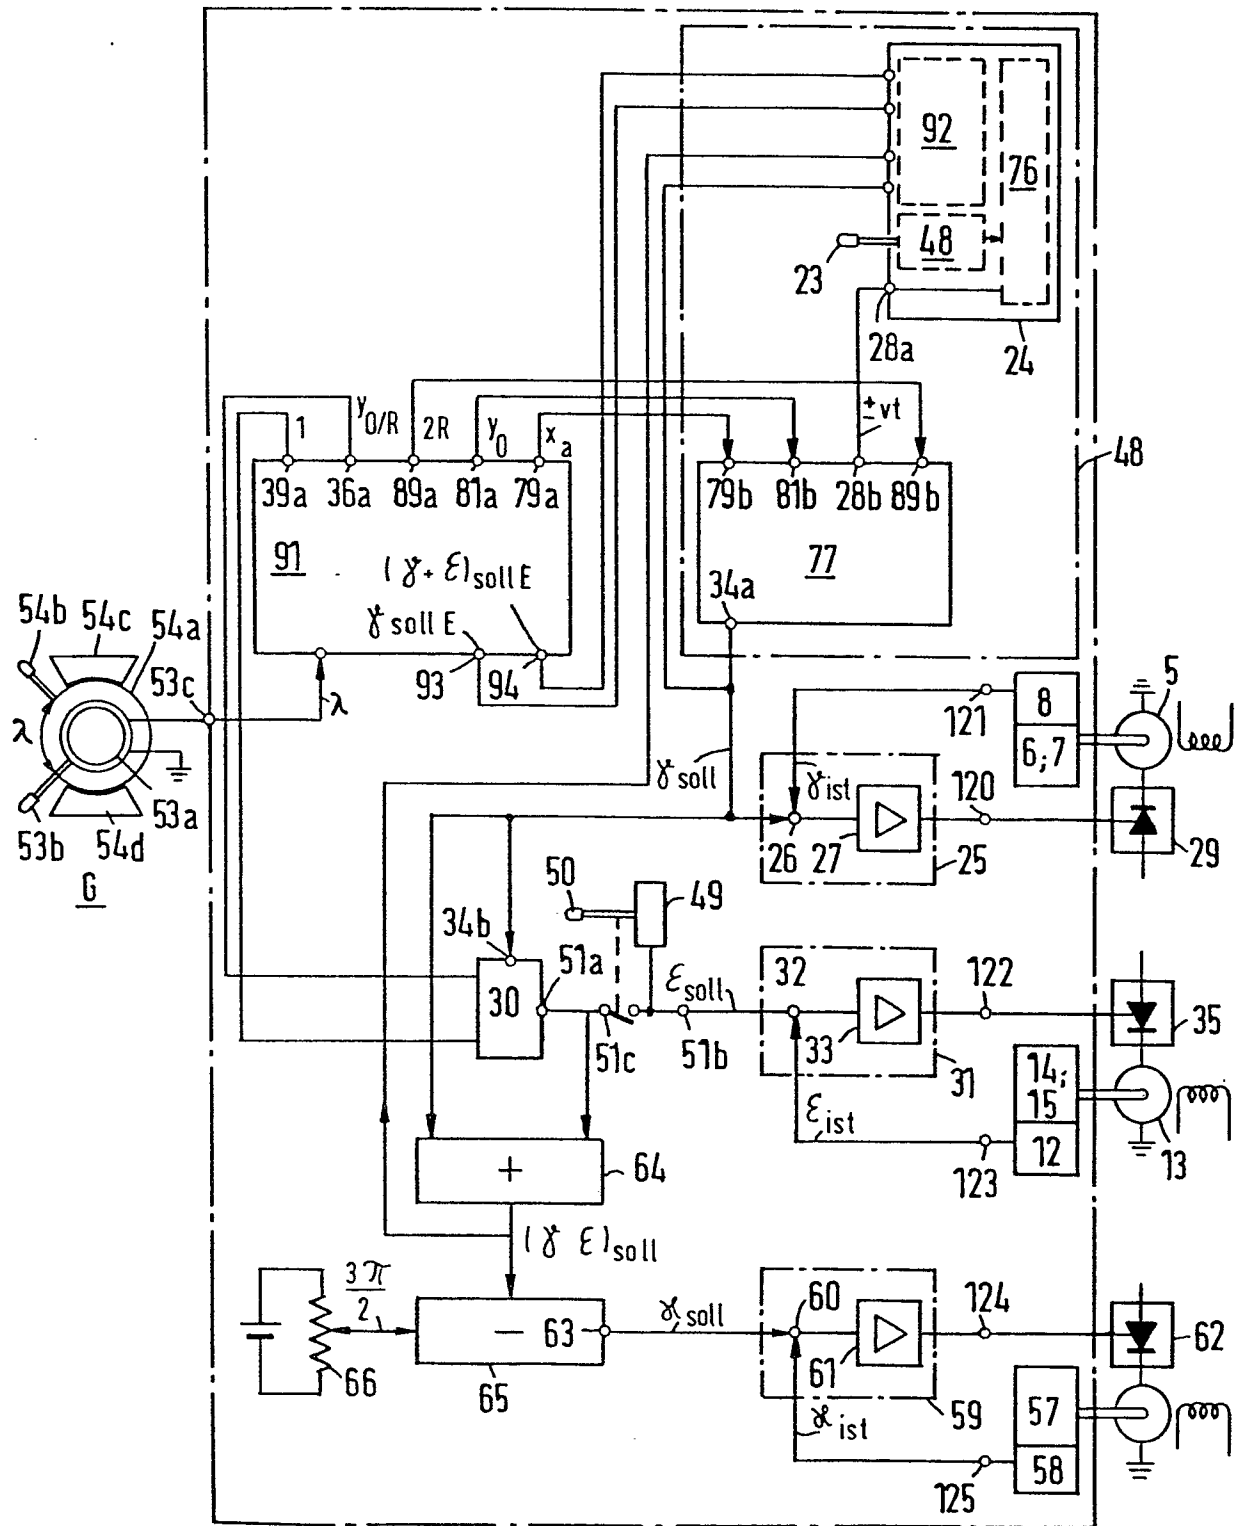 92
76
48
23
28a
24
±vt
48
1
y0/R
2R
y0
xa
39a
36a
89a
81a
79a
79b
81b
28b
89b
91
77
(γ+ε)soll E
γsoll E
34a
93
94
λ
54b
54c
54a
53c
λ
53a
53b
54d
G
121
8
6;7
5
γsoll
γist
120
26
27
25
29
50
49
34b
51a
30
51c
εsoll
51b
32
33
31
122
35
14;
15
12
13
εist
123
+
64
(γ ε)soll
3π
2
−
63
66
65
ϰsoll
60
61
59
124
62
57
58
ϰist
125